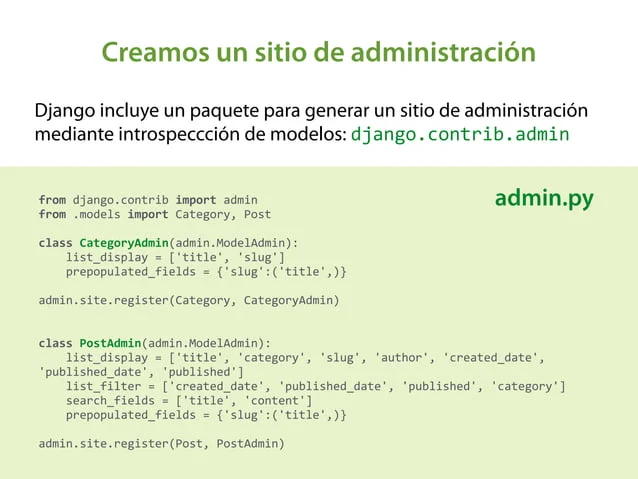 Creamos un sitio de administración
Django incluye un paquete para generar un sitio de administración
mediante introspeccción de modelos: django.contrib.admin
admin.py
from django.contrib import admin
from .models import Category, Post
class CategoryAdmin(admin.ModelAdmin):
    list_display = ['title', 'slug']
    prepopulated_fields = {'slug':('title',)}
admin.site.register(Category, CategoryAdmin)
class PostAdmin(admin.ModelAdmin):
    list_display = ['title', 'category', 'slug', 'author', 'created_date',
'published_date', 'published']
    list_filter = ['created_date', 'published_date', 'published', 'category']
    search_fields = ['title', 'content']
    prepopulated_fields = {'slug':('title',)}
admin.site.register(Post, PostAdmin)